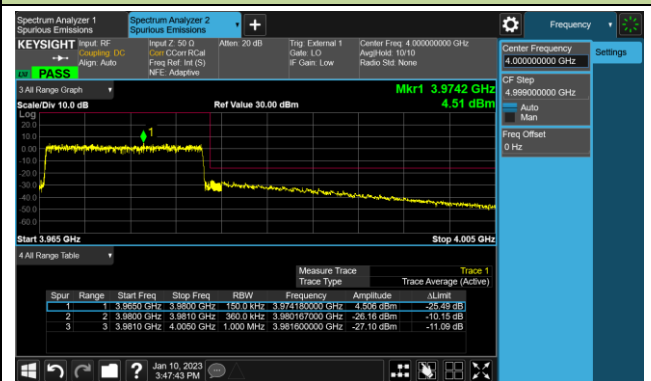 Spectrum Analyzer 1
Spurious Emissions
Spectrum Analyzer 2
Spurious Emissions
Frequency
KEYSIGHT
Input: RF
Coupling: DC
Align: Auto
Input Z: 50 Ω
Corr CCorr RCal
Freq Ref: Int (S)
NFE: Adaptive
Atten: 20 dB
Trig: External 1
Gate: LO
IF Gain: Low
Center Freq: 4.000000000 GHz
Avg|Hold: 10/10
Radio Std: None
PASS
Center Frequency
4.000000000 GHz
Settings
CF Step
4.999000000 GHz
Auto
Man
Freq Offset
0 Hz
3 All Range Graph
Mkr1 3.9742 GHz
Scale/Div 10.0 dB
Ref Value 30.00 dBm
4.51 dBm
Log
20.0
10.0
0.00
-10.0
-20.0
-30.0
-40.0
-50.0
-60.0
1
Start 3.965 GHz
Stop 4.005 GHz
4 All Range Table
Measure Trace Trace 1
Trace Type Trace Average (Active)
Spur Range Start Freq Stop Freq RBW Frequency Amplitude ΔLimit
1 1 3.9650 GHz 3.9800 GHz 150.0 kHz 3.974180000 GHz 4.506 dBm -25.49 dB
2 2 3.9800 GHz 3.9810 GHz 360.0 kHz 3.980167000 GHz -26.16 dBm -10.15 dB
3 3 3.9810 GHz 4.0050 GHz 1.000 MHz 3.981600000 GHz -27.10 dBm -11.09 dB
Jan 10, 2023
3:47:43 PM